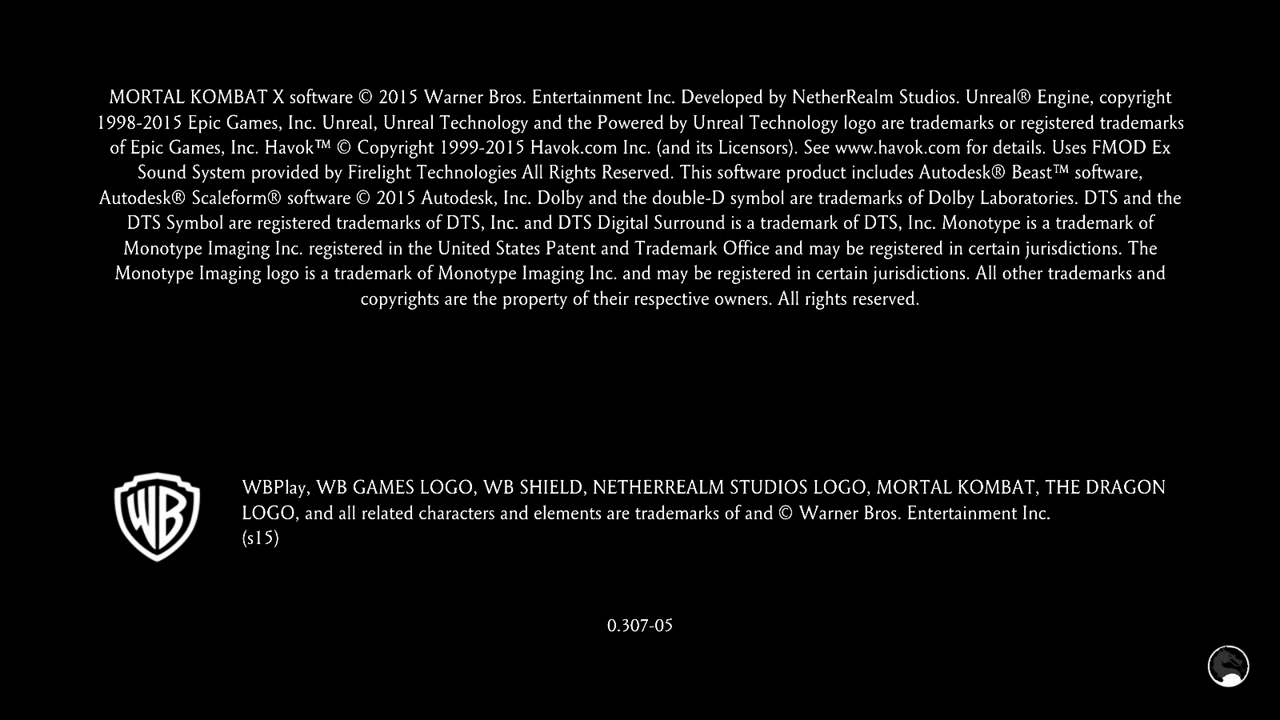 MORTAL KOMBAT X software © 2015 Warner Bros. Entertainment Inc. Developed by NetherRealm Studios. Unreal® Engine, copyright
1998-2015 Epic Games, Inc. Unreal, Unreal Technology and the Powered by Unreal Technology logo are trademarks or registered trademarks
of Epic Games, Inc. Havok™ © Copyright 1999-2015 Havok.com Inc. (and its Licensors). See www.havok.com for details. Uses FMOD Ex
Sound System provided by Firelight Technologies All Rights Reserved. This software product includes Autodesk® Beast™ software,
Autodesk® Scaleform® software © 2015 Autodesk, Inc. Dolby and the double-D symbol are trademarks of Dolby Laboratories. DTS and the
DTS Symbol are registered trademarks of DTS, Inc. and DTS Digital Surround is a trademark of DTS, Inc. Monotype is a trademark of
Monotype Imaging Inc. registered in the United States Patent and Trademark Office and may be registered in certain jurisdictions. The
Monotype Imaging logo is a trademark of Monotype Imaging Inc. and may be registered in certain jurisdictions. All other trademarks and
copyrights are the property of their respective owners. All rights reserved.
WB
WBPlay, WB GAMES LOGO, WB SHIELD, NETHERREALM STUDIOS LOGO, MORTAL KOMBAT, THE DRAGON
LOGO, and all related characters and elements are trademarks of and © Warner Bros. Entertainment Inc.
(s15)
0.307-05